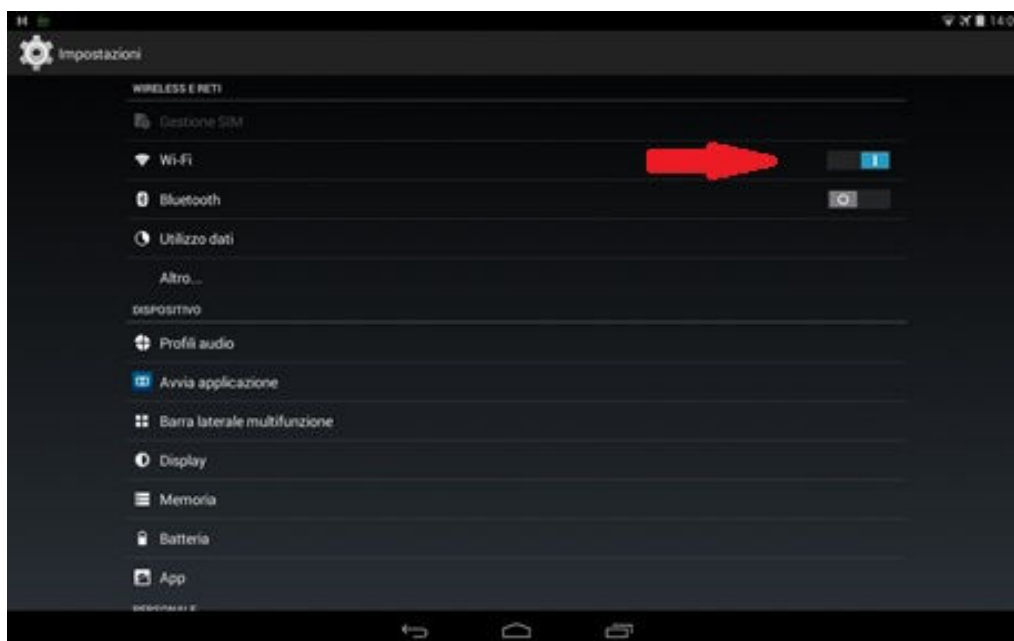 Impostazioni
WIRELESS E RETI
Gestione SIM
Wi-Fi
Bluetooth
Utilizzo dati
Altro...
DISPOSITIVO
Profili audio
Avvia applicazione
Barra laterale multifunzione
Display
Memoria
Batteria
App
PERSONALE